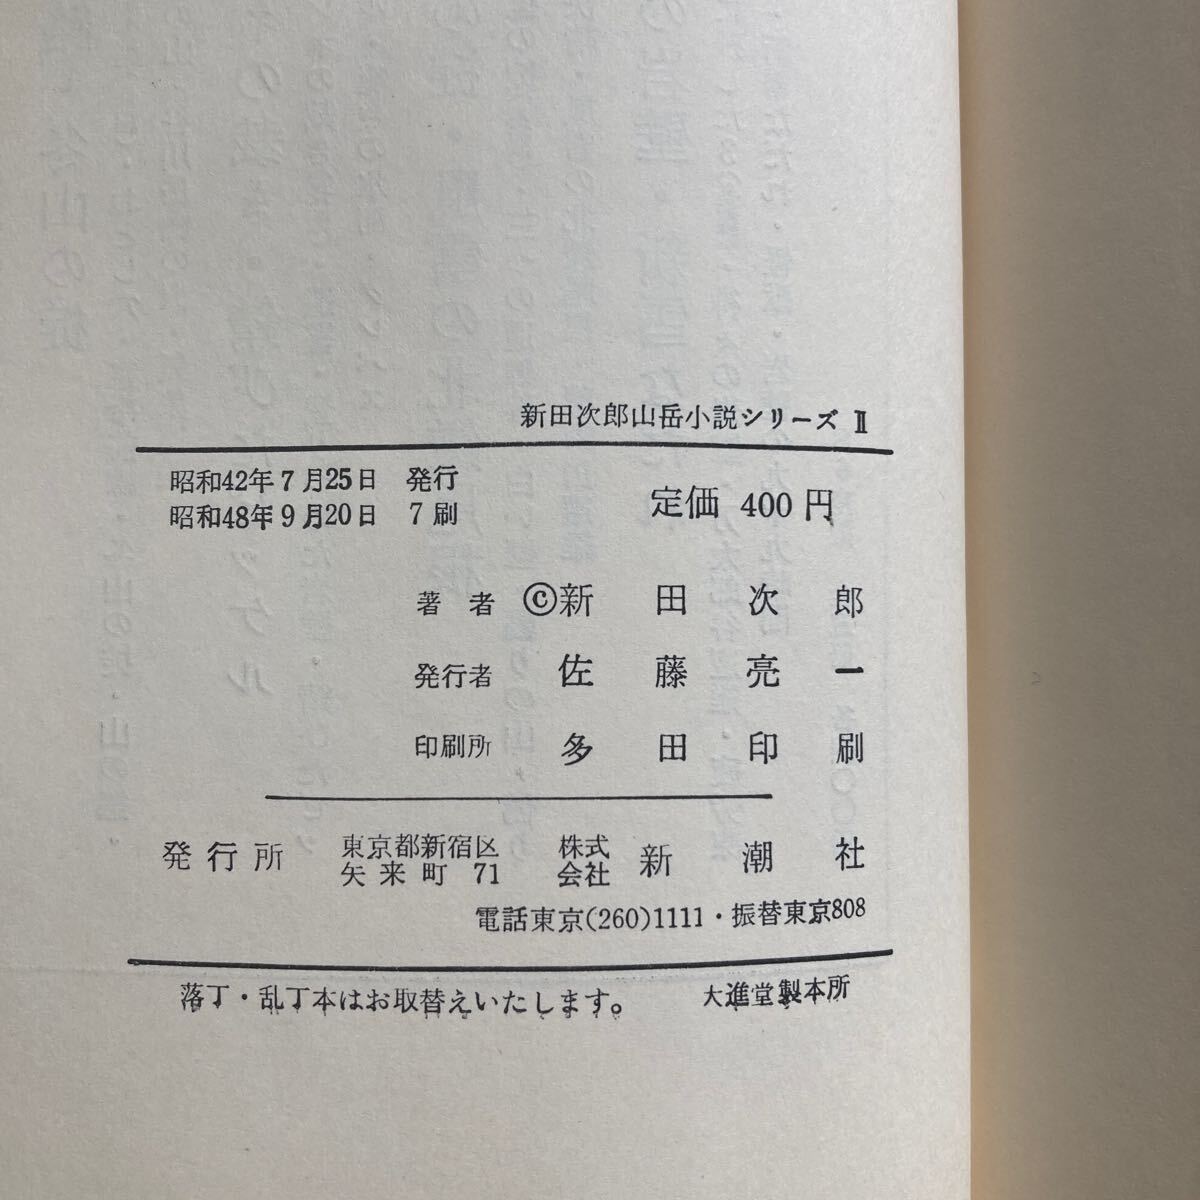 新田次郎山岳小説シリーズ Ⅱ
昭和42年7月25日 発行
昭和48年9月20日 7刷
定価 400円
著者 ©新田次郎
発行者 佐藤亮一
印刷所 多田印刷
発行所 東京都新宿区矢来町71 株式会社 新潮社
電話東京(260)1111・振替東京808
落丁・乱丁本はお取替えいたします。 大進堂製本所